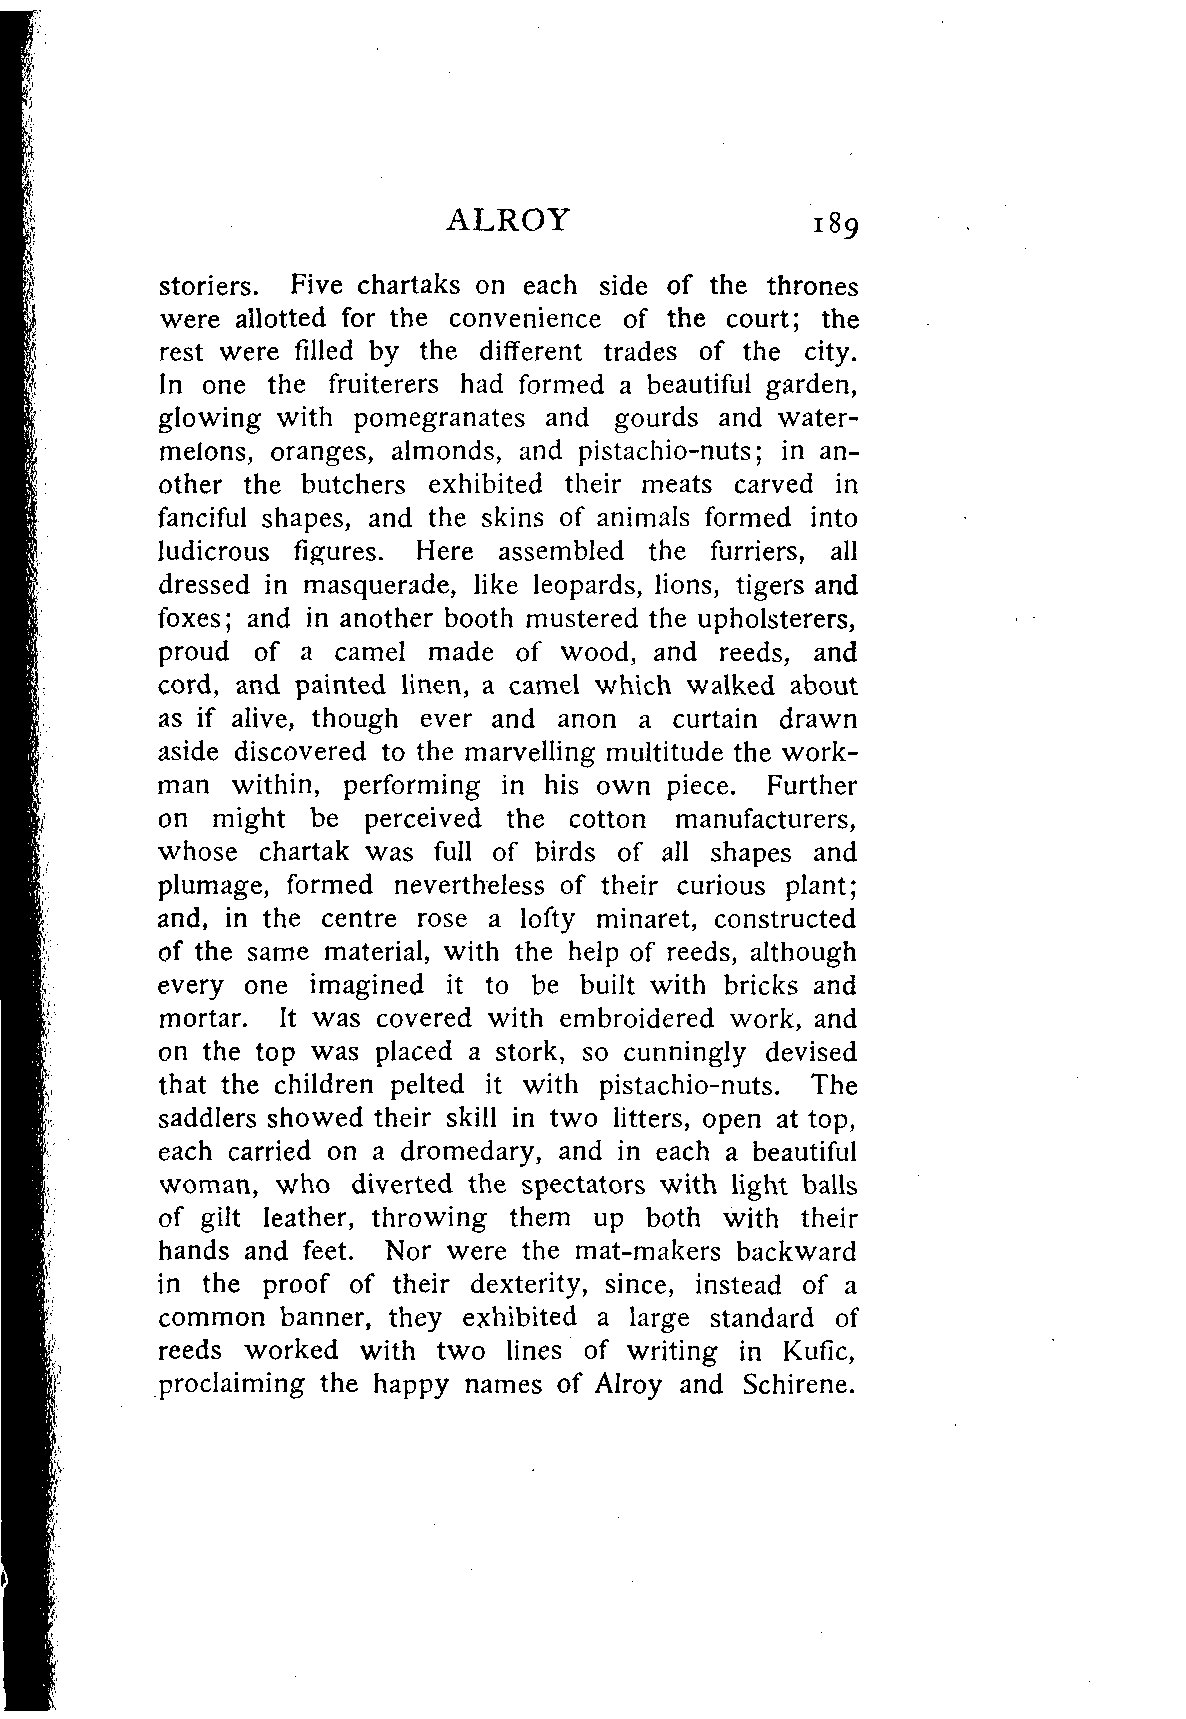 ALROY 189
storiers. Five chartaks on each side of the thrones
were allotted for the convenience of the court; the
rest were filled by the different trades of the city.
In one the fruiterers had formed a beautiful garden,
glowing with pomegranates and gourds and water-
melons, oranges, almonds, and pistachio-nuts; in an-
other the butchers exhibited their meats carved in
fanciful shapes, and the skins of animals formed into
ludicrous figures. Here assembled the furriers, all
dressed in masquerade, like leopards, lions, tigers and
foxes; and in another booth mustered the upholsterers,
proud of a camel made of wood, and reeds, and
cord, and painted linen, a camel which walked about
as if alive, though ever and anon a curtain drawn
aside discovered to the marvelling multitude the work-
man within, performing in his own piece. Further
on might be perceived the cotton manufacturers,
whose chartak was full of birds of all shapes and
plumage, formed nevertheless of their curious plant;
and, in the centre rose a lofty minaret, constructed
of the same material, with the help of reeds, although
every one imagined it to be built with bricks and
mortar. It was covered with embroidered work, and
on the top was placed a stork, so cunningly devised
that the children pelted it with pistachio-nuts. The
saddlers showed their skill in two litters, open at top,
each carried on a dromedary, and in each a beautiful
woman, who diverted the spectators with light balls
of gilt leather, throwing them up both with their
hands and feet. Nor were the mat-makers backward
in the proof of their dexterity, since, instead of a
common banner, they exhibited a large standard of
reeds worked with two lines of writing in Kufic,
proclaiming the happy names of Alroy and Schirene.